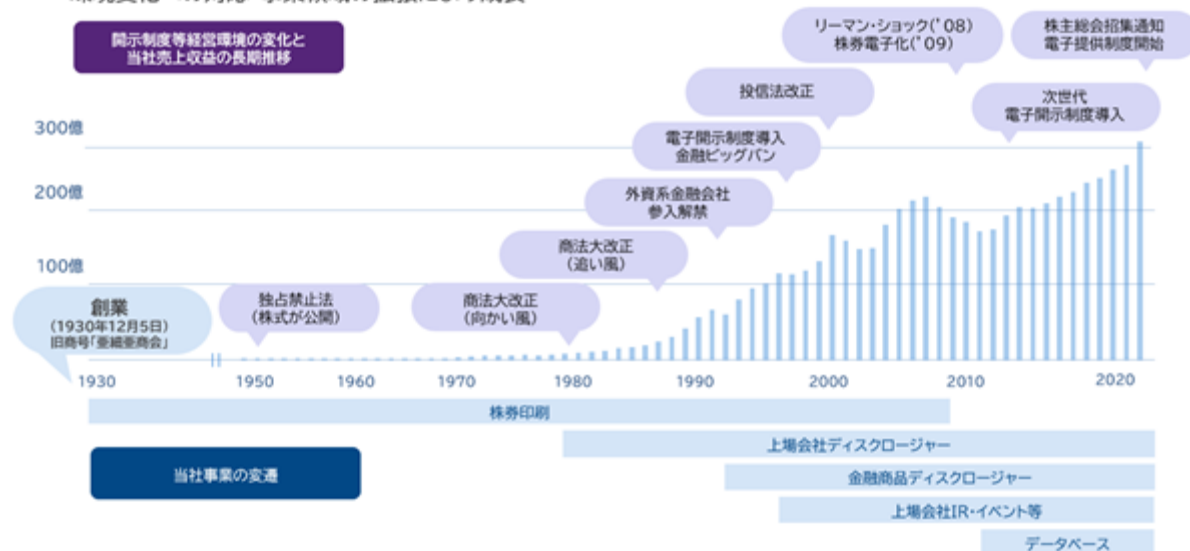 開示制度等経営環境の変化と
当社売上収益の長期推移
リーマン・ショック('08)
株券電子化('09)
株主総会招集通知
電子提供制度開始
投信法改正
次世代
電子開示制度導入
300億
電子開示制度導入
金融ビッグバン
200億
外資系金融会社
参入解禁
商法大改正
(追い風)
100億
創業
(1930年12月5日)
旧商号「亜細亜商会」
独占禁止法
(株式が公開)
商法大改正
(向かい風)
1930
1950
1960
1970
1980
1990
2000
2010
2020
株券印刷
上場会社ディスクロージャー
当社事業の変遷
金融商品ディスクロージャー
上場会社IR・イベント等
データベース